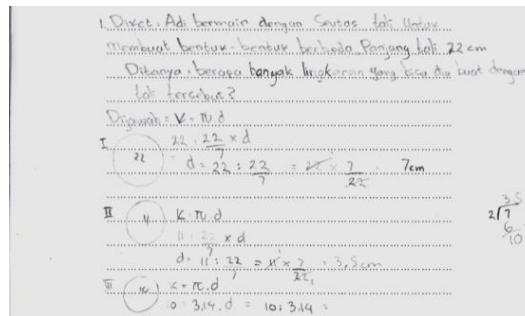 1. Diket : Adi bermain dengan Seutas tali Untuk
membuat bentuk-bentuk berbeda Panjang tali 22 cm
Ditanya : berapa banyak lingkaran yang bisa dia buat dengan
tali tersebut?
Dijawab = K = π.d
I 22 22 = 22/7 x d
d = 22 : 22/7 = 22 x 7/22 = 7cm
II 11 K = π.d
11 = 22/7 x d
d = 11 : 22/7 = 11 x 7/22 = 3,5 cm
2√7 3,5
6
10
III 10 K = π.d
10 = 3,14 . d = 10 : 3,14 =